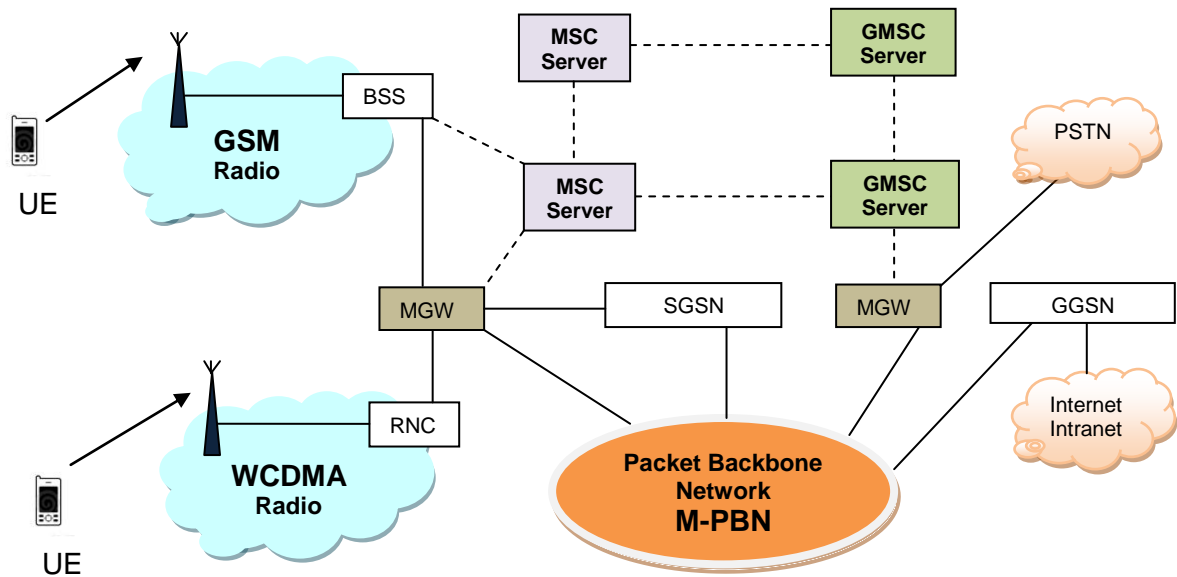 MSC
Server
GMSC
Server
BSS
PSTN
GSM
Radio
UE
MSC
Server
GMSC
Server
MGW
SGSN
MGW
GGSN
RNC
Internet
Intranet
WCDMA
Radio
Packet Backbone
Network
M-PBN
UE